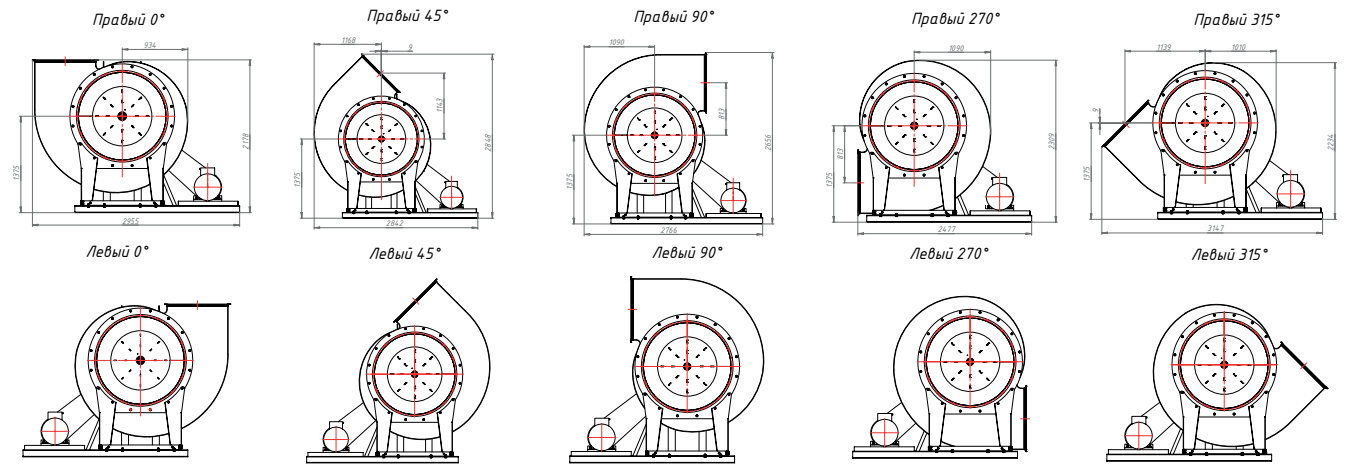 Правый 0°
Правый 45°
Правый 90°
Правый 270°
Правый 315°
934
2178
1375
2955
1168
9
1143
2848
1375
2842
1090
813
2656
1375
2766
1090
813
1375
2309
2477
1139
1010
9
1375
2234
3147
Левый 0°
Левый 45°
Левый 90°
Левый 270°
Левый 315°